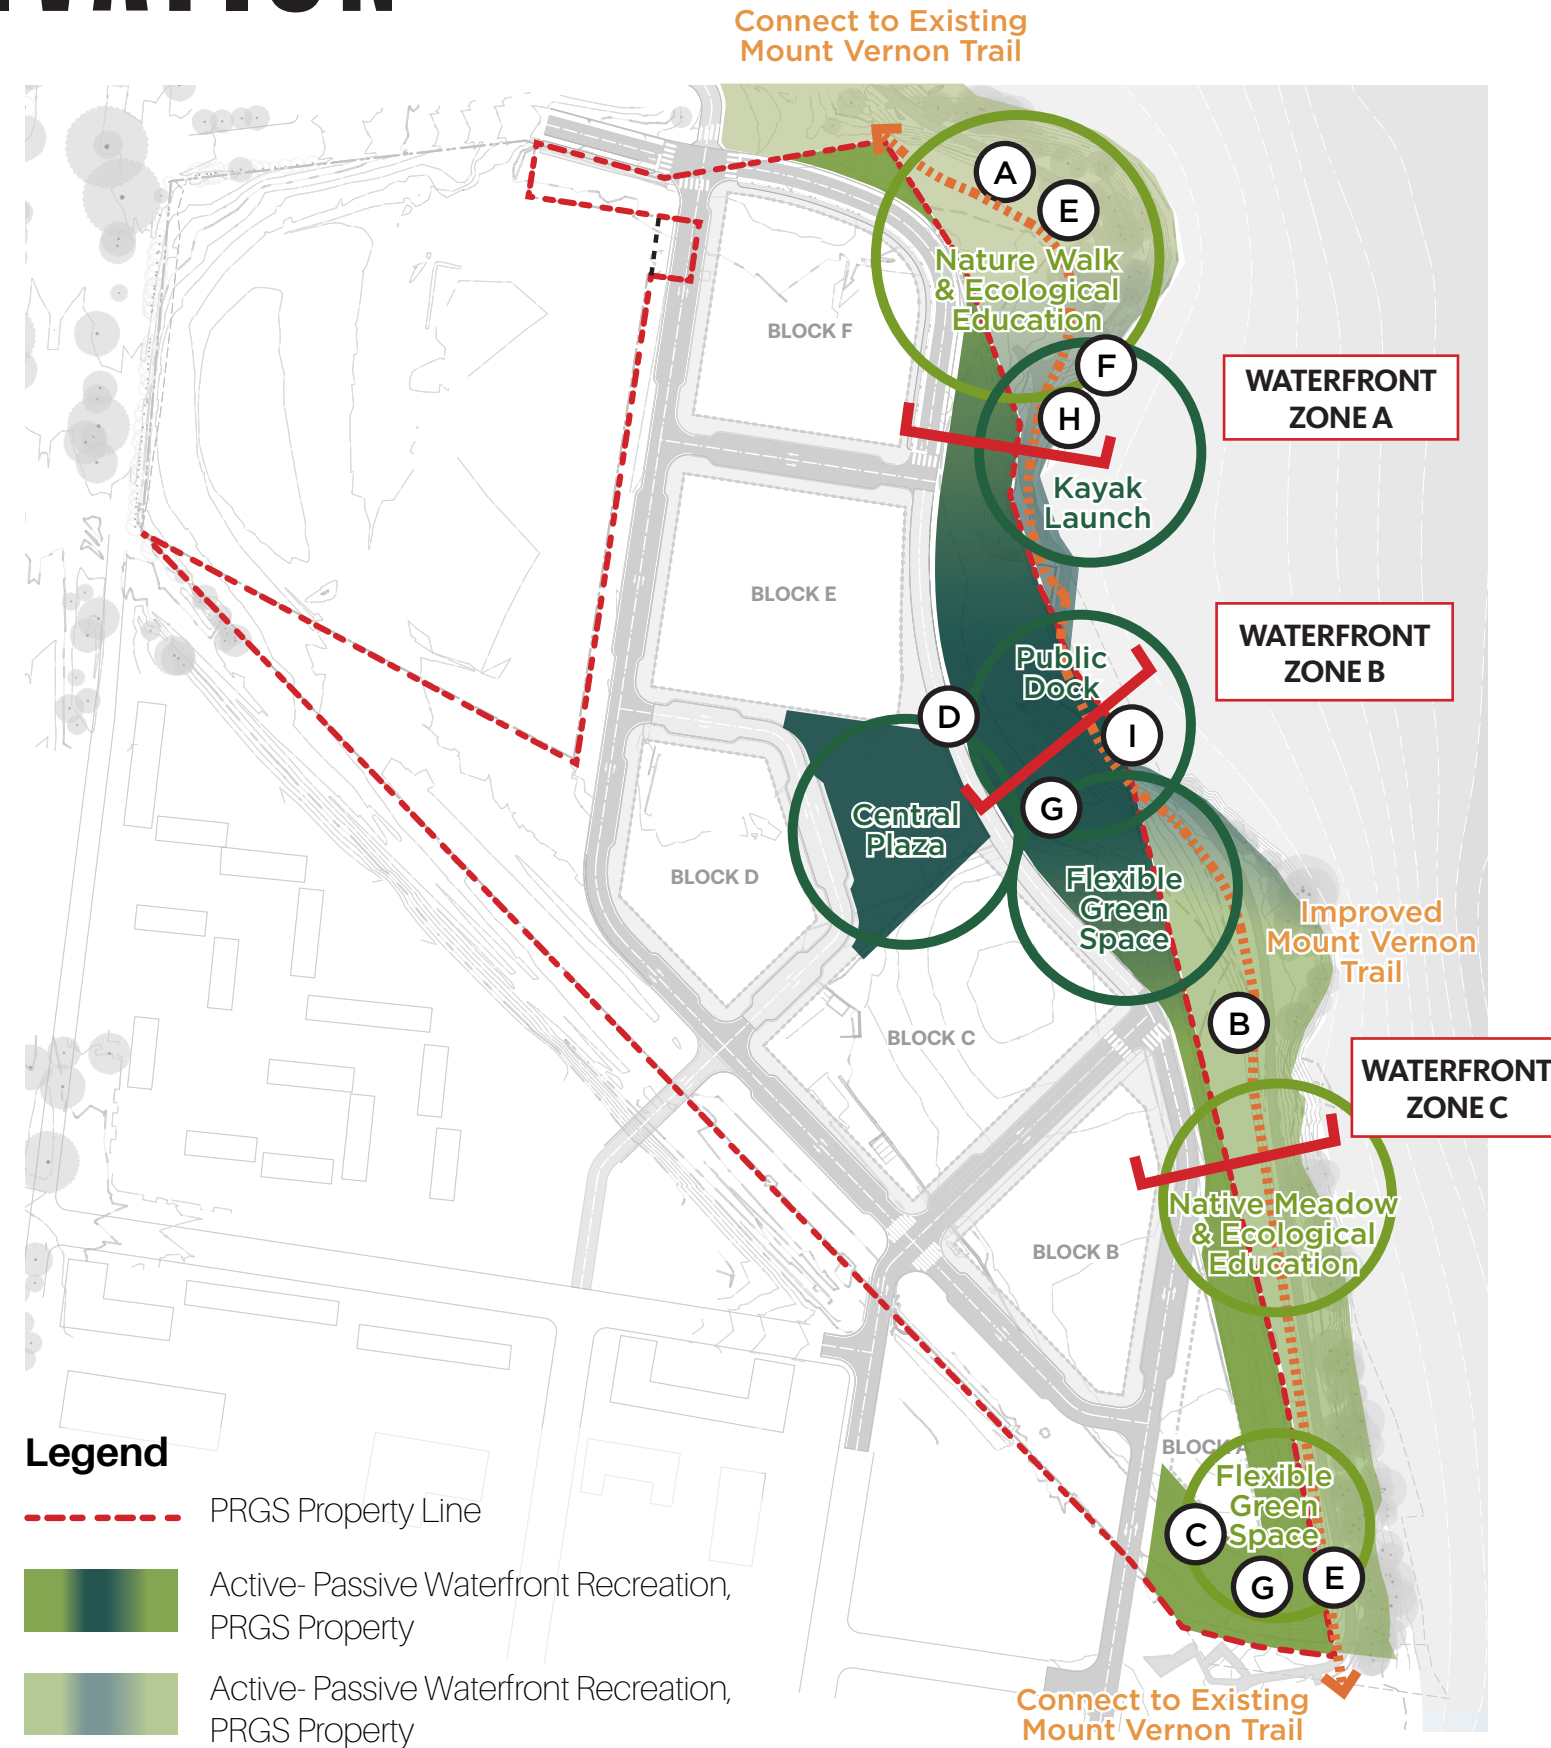 Connect to Existing
Mount Vernon Trail
A
E
Nature Walk
& Ecological
Education
BLOCK F
F
H
WATERFRONT
ZONE A
Kayak
Launch
BLOCK E
WATERFRONT
ZONE B
Public
Dock
D
I
G
Central
Plaza
BLOCK D
Flexible
Green
Space
Improved
Mount Vernon
Trail
B
BLOCK C
WATERFRONT
ZONE C
Native Meadow
& Ecological
Education
BLOCK B
BLOCK A
Flexible
Green
Space
C
G
E
Legend
PRGS Property Line
Active- Passive Waterfront Recreation,
PRGS Property
Active- Passive Waterfront Recreation,
PRGS Property
Connect to Existing
Mount Vernon Trail